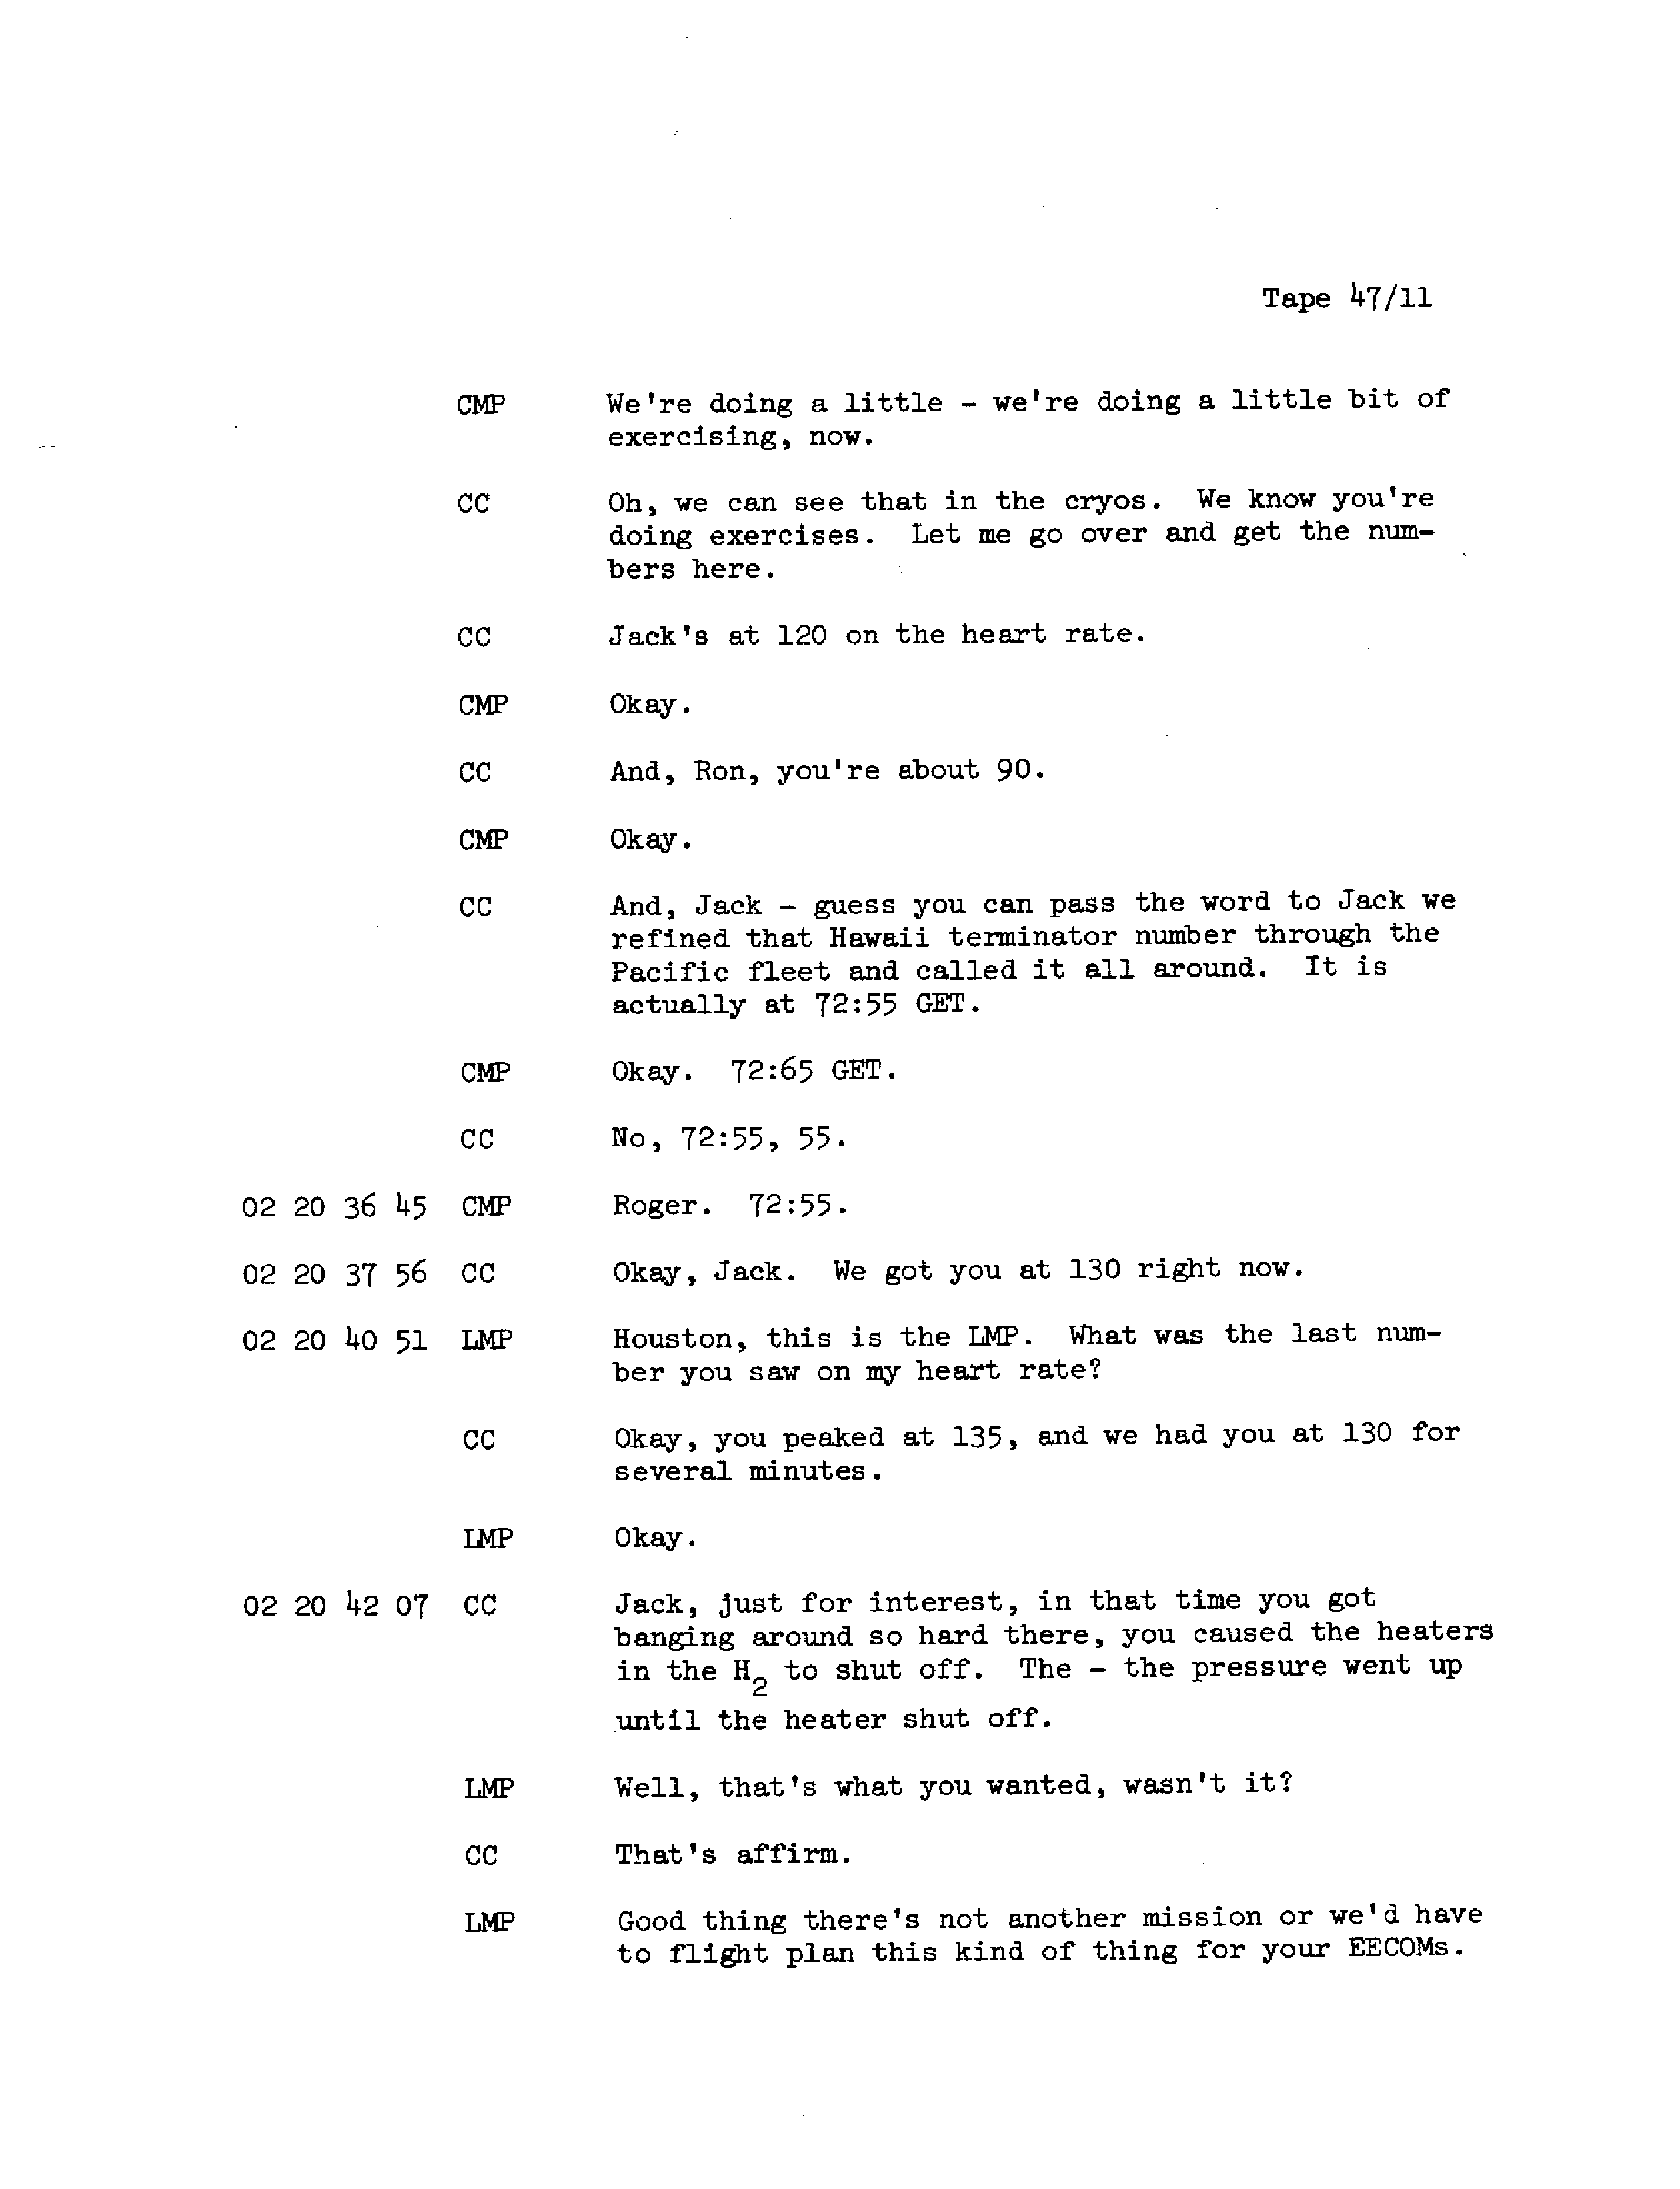 Tape 47/11
CMP We're doing a little - we're doing a little bit of
exercising, now.
CC Oh, we can see that in the cryos. We know you're
doing exercises. Let me go over and get the num-
bers here.
CC Jack's at 120 on the heart rate.
CMP Okay.
CC And, Ron, you're about 90.
CMP Okay.
CC And, Jack - guess you can pass the word to Jack we
refined that Hawaii terminator number through the
Pacific fleet and called it all around. It is
actually at 72:55 GET.
CMP Okay. 72:65 GET.
CC No, 72:55, 55.
02 20 36 45 CMP Roger. 72:55.
02 20 37 56 CC Okay, Jack. We got you at 130 right now.
02 20 40 51 LMP Houston, this is the LMP. What was the last num-
ber you saw on my heart rate?
CC Okay, you peaked at 135, and we had you at 130 for
several minutes.
LMP Okay.
02 20 42 07 CC Jack, just for interest, in that time you got
banging around so hard there, you caused the heaters
in the H2 to shut off. The - the pressure went up
until the heater shut off.
LMP Well, that's what you wanted, wasn't it?
CC That's affirm.
LMP Good thing there's not another mission or we'd have
to flight plan this kind of thing for your EECOMs.